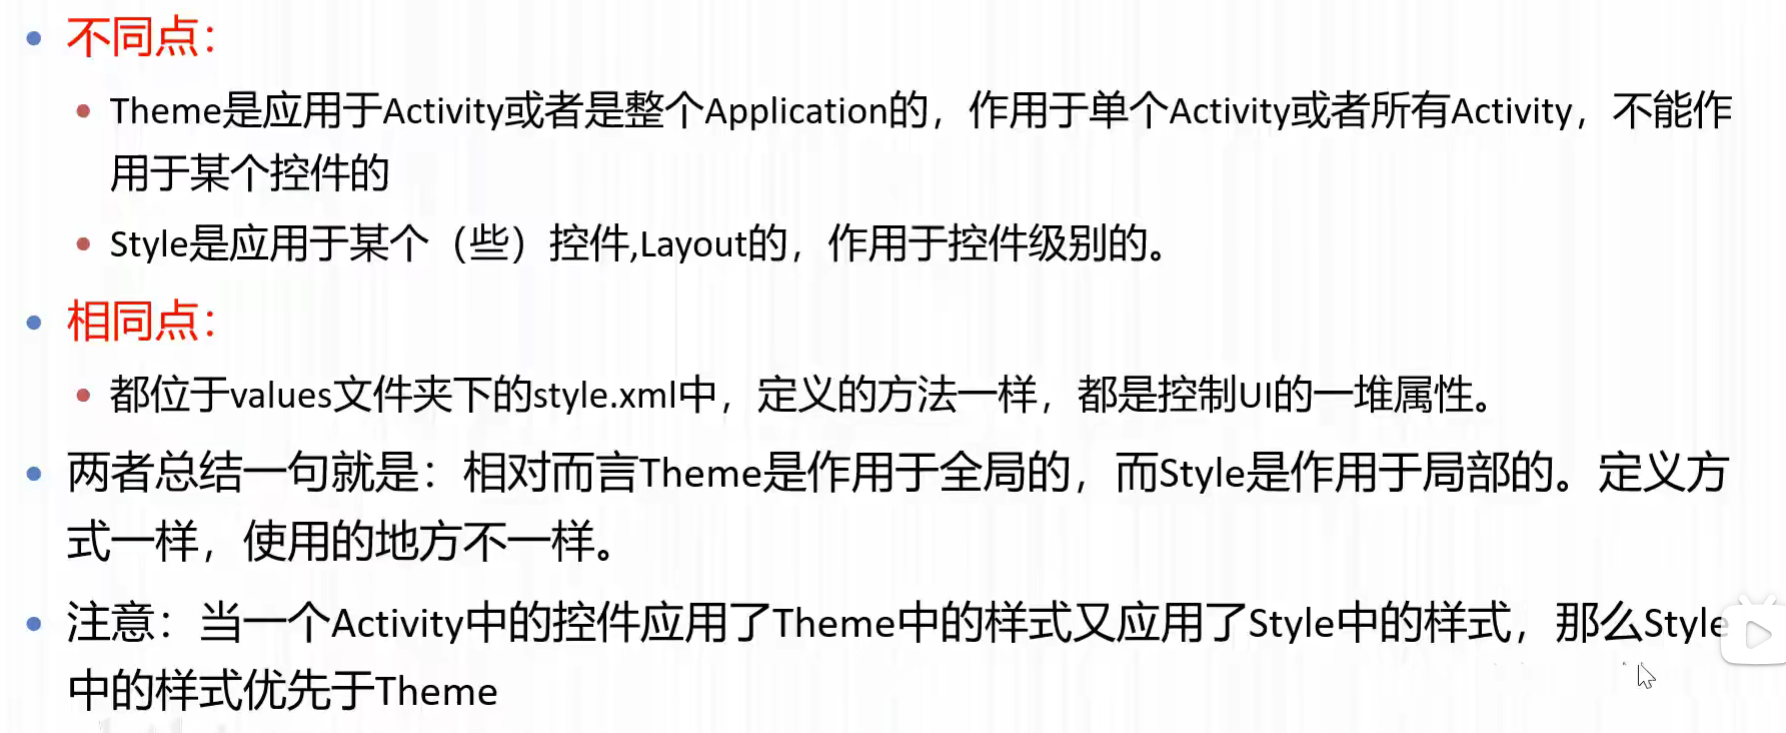 不同点：
Theme是应用于Activity或者是整个Application的，作用于单个Activity或者所有Activity，不能作
用于某个控件的
Style是应用于某个（些）控件,Layout的，作用于控件级别的。
相同点：
都位于values文件夹下的style.xml中，定义的方法一样，都是控制UI的一堆属性。
两者总结一句就是：相对而言Theme是作用于全局的，而Style是作用于局部的。定义方
式一样，使用的地方不一样。
注意：当一个Activity中的控件应用了Theme中的样式又应用了Style中的样式，那么Style
中的样式优先于Theme